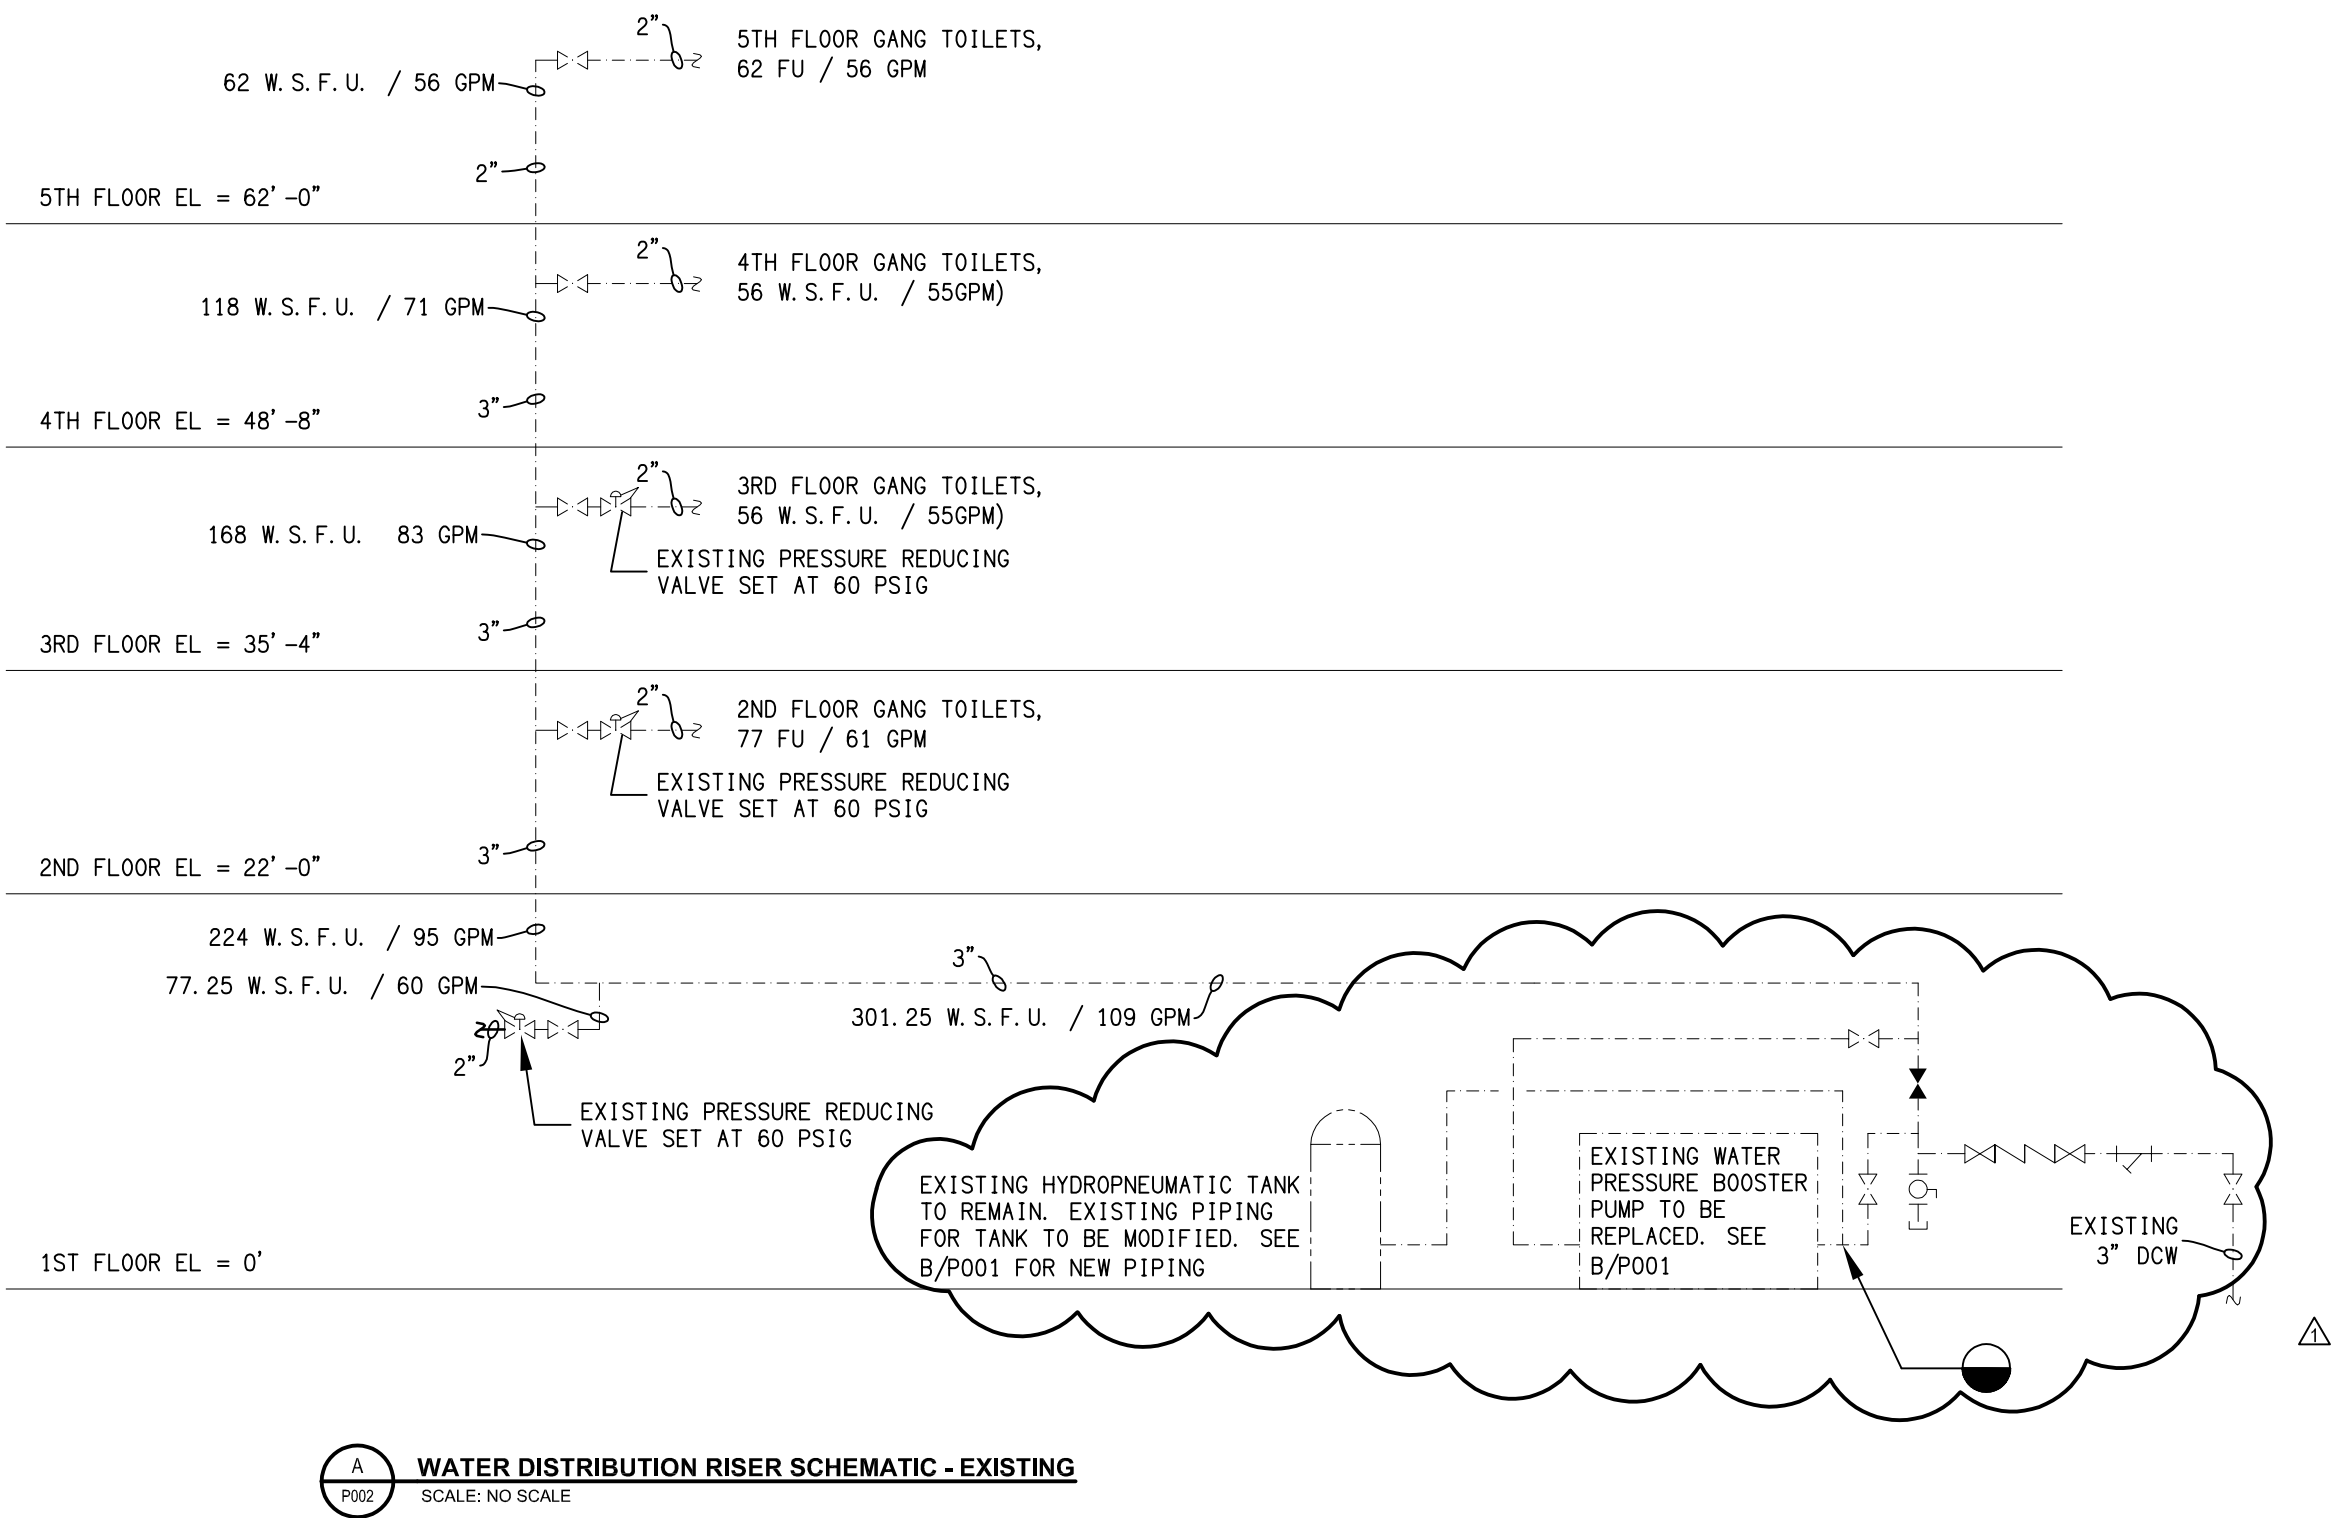 2"
5TH FLOOR GANG TOILETS,
62 FU / 56 GPM
62 W.S.F.U. / 56 GPM
2"
5TH FLOOR EL = 62'-0"
2"
4TH FLOOR GANG TOILETS,
56 W.S.F.U. / 55GPM)
118 W.S.F.U. / 71 GPM
3"
4TH FLOOR EL = 48'-8"
2"
3RD FLOOR GANG TOILETS,
56 W.S.F.U. / 55GPM)
168 W.S.F.U. 83 GPM
EXISTING PRESSURE REDUCING
VALVE SET AT 60 PSIG
3"
3RD FLOOR EL = 35'-4"
2"
2ND FLOOR GANG TOILETS,
77 FU / 61 GPM
EXISTING PRESSURE REDUCING
VALVE SET AT 60 PSIG
3"
2ND FLOOR EL = 22'-0"
224 W.S.F.U. / 95 GPM
77.25 W.S.F.U. / 60 GPM
3"
301.25 W.S.F.U. / 109 GPM
2"
EXISTING PRESSURE REDUCING
VALVE SET AT 60 PSIG
EXISTING HYDROPNEUMATIC TANK
TO REMAIN. EXISTING PIPING
FOR TANK TO BE MODIFIED. SEE
B/P001 FOR NEW PIPING
EXISTING WATER
PRESSURE BOOSTER
PUMP TO BE
REPLACED. SEE
B/P001
EXISTING
3" DCW
1ST FLOOR EL = 0'
1
A
P002
WATER DISTRIBUTION RISER SCHEMATIC - EXISTING
SCALE: NO SCALE